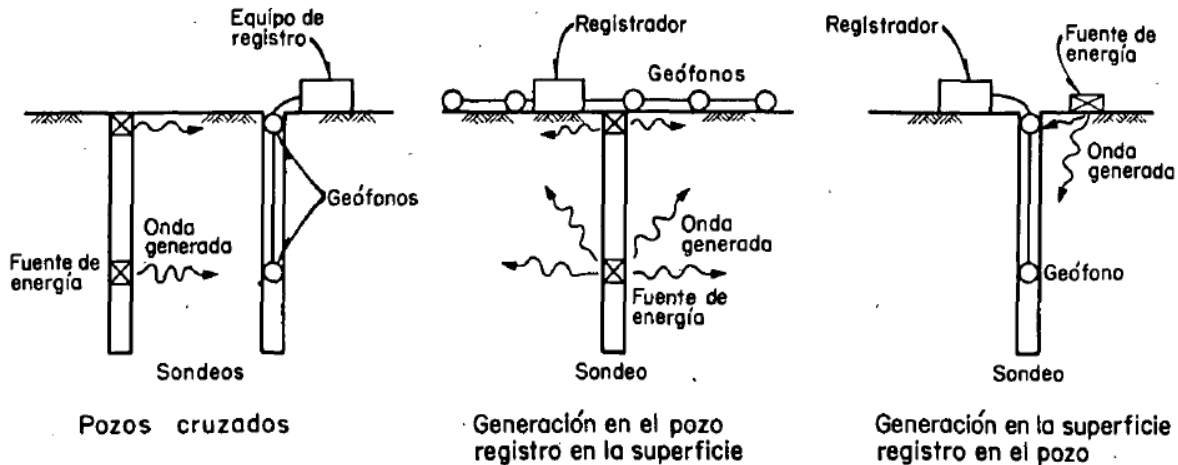 Equipo de
registro
Geófonos
Onda
generada
Fuente de
energía
Sondeos
Pozos cruzados
Registrador
Geófonos
Onda
generada
Fuente de
energía
Sondeo
Generación en el pozo
registro en la superficie
Registrador
Fuente de
energía
Onda
generada
Geófono
Sondeo
Generación en la superficie
registro en el pozo